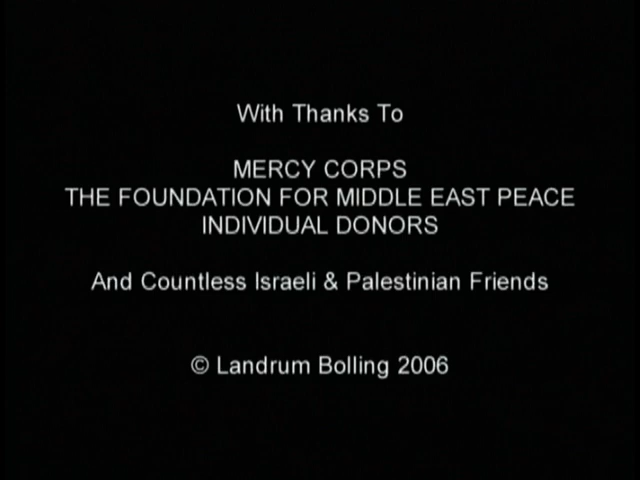 With Thanks To
MERCY CORPS
THE FOUNDATION FOR MIDDLE EAST PEACE
INDIVIDUAL DONORS
And Countless Israeli & Palestinian Friends
© Landrum Bolling 2006